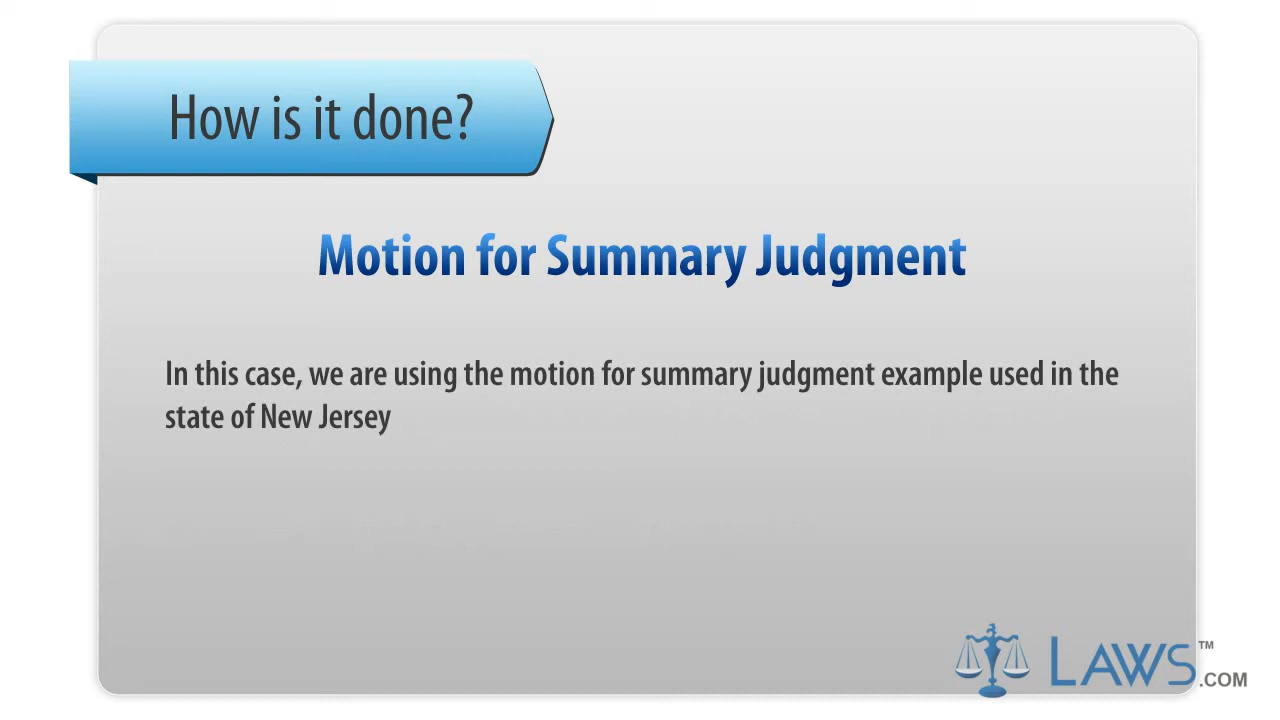 How is it done?
Motion for Summary Judgment
In this case, we are using the motion for summary judgment example used in the
state of New Jersey
LAWS™
.COM